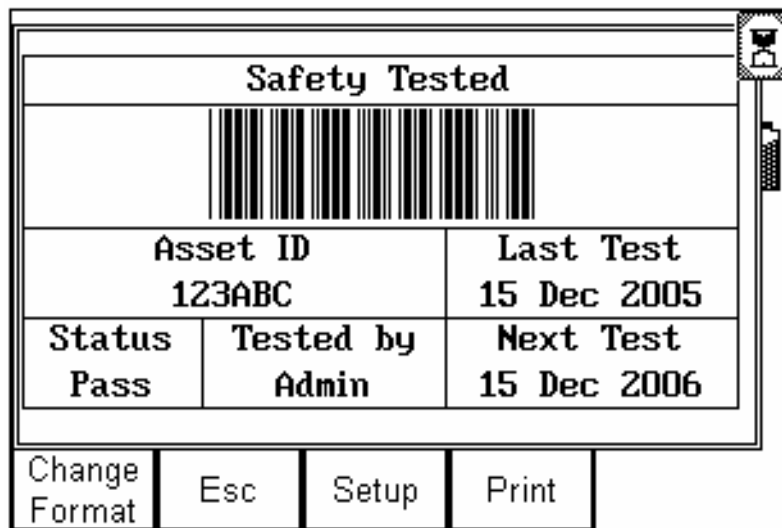 Safety Tested
Asset ID
123ABC
Last Test
15 Dec 2005
Status
Pass
Tested by
Admin
Next Test
15 Dec 2006
Change
Format
Esc
Setup
Print